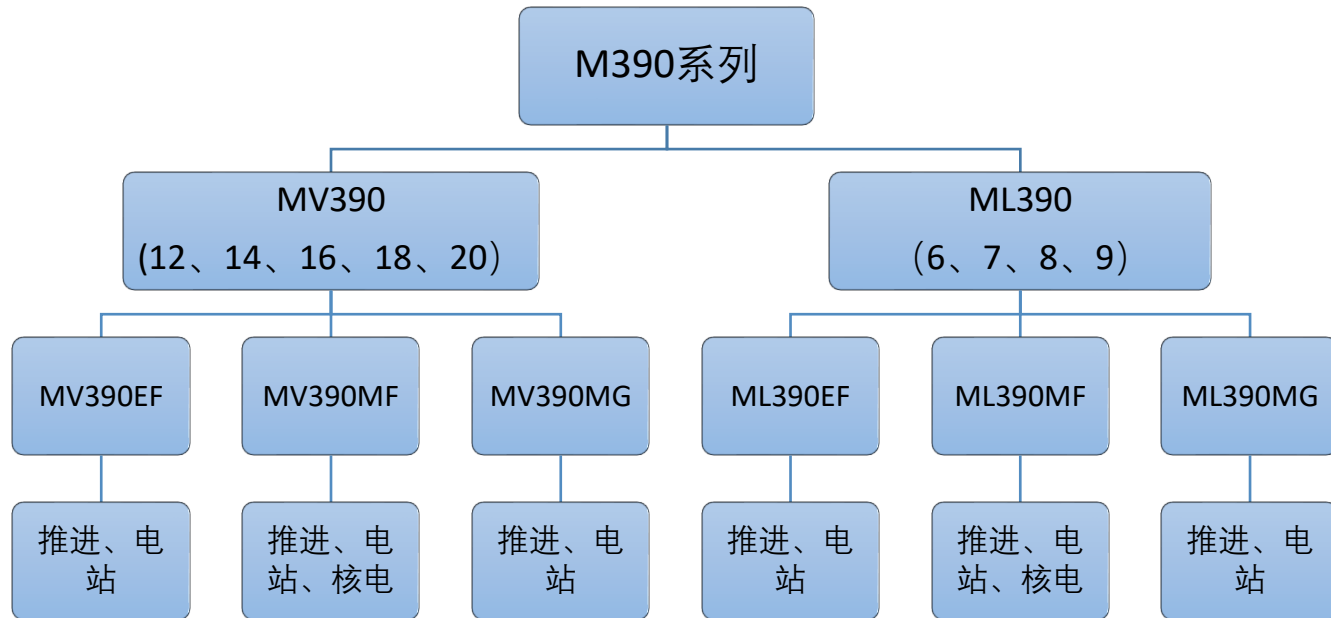 M390系列
MV390
(12、14、16、18、20）
ML390
（6、7、8、9）
MV390EF
MV390MF
MV390MG
ML390EF
ML390MF
ML390MG
推进、电
站
推进、电
站、核电
推进、电
站
推进、电
站
推进、电
站、核电
推进、电
站